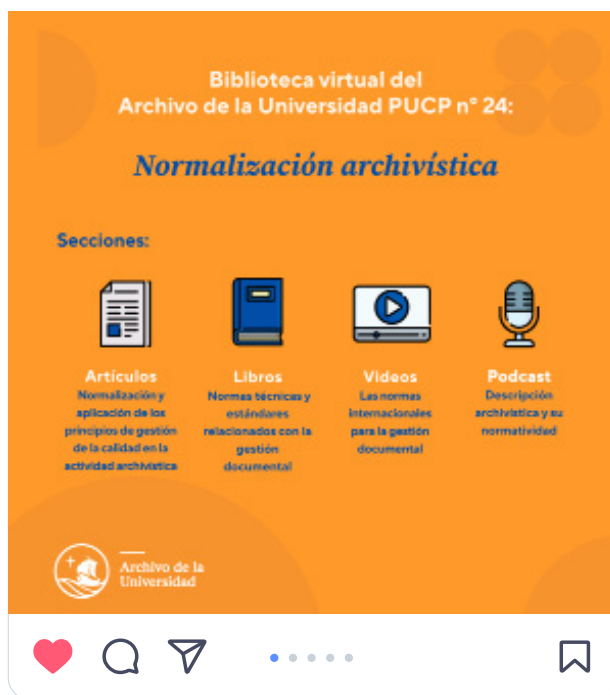 Biblioteca virtual del
Archivo de la Universidad PUCP n° 24:
Normalización archivística
Secciones:
Artículos
Normalización y
aplicación de los
principios de gestión
de la calidad en la
actividad archivística
Libros
Normas técnicas y
estándares
relacionados con la
gestión
documental
Videos
Las normas
internacionales
para la gestión
documental
Podcast
Descripción
archivística y su
normatividad
Archivo de la
Universidad